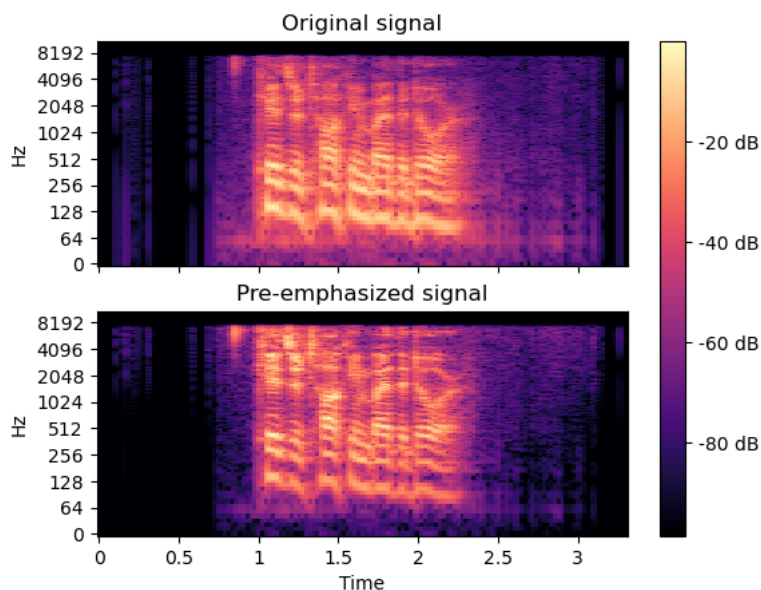 Original signal
8192
4096
2048
1024
512
256
128
64
0
Hz
Pre-emphasized signal
8192
4096
2048
1024
512
256
128
64
0
Hz
0 0.5 1 1.5 2 2.5 3
Time
-20 dB
-40 dB
-60 dB
-80 dB